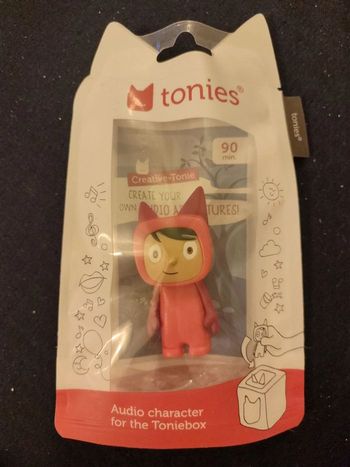 tonies®
tonies®
90
min
Creative-Tonie
CREATE YOUR
OWN AUDIO ADVENTURES!
Audio character
for the Toniebox